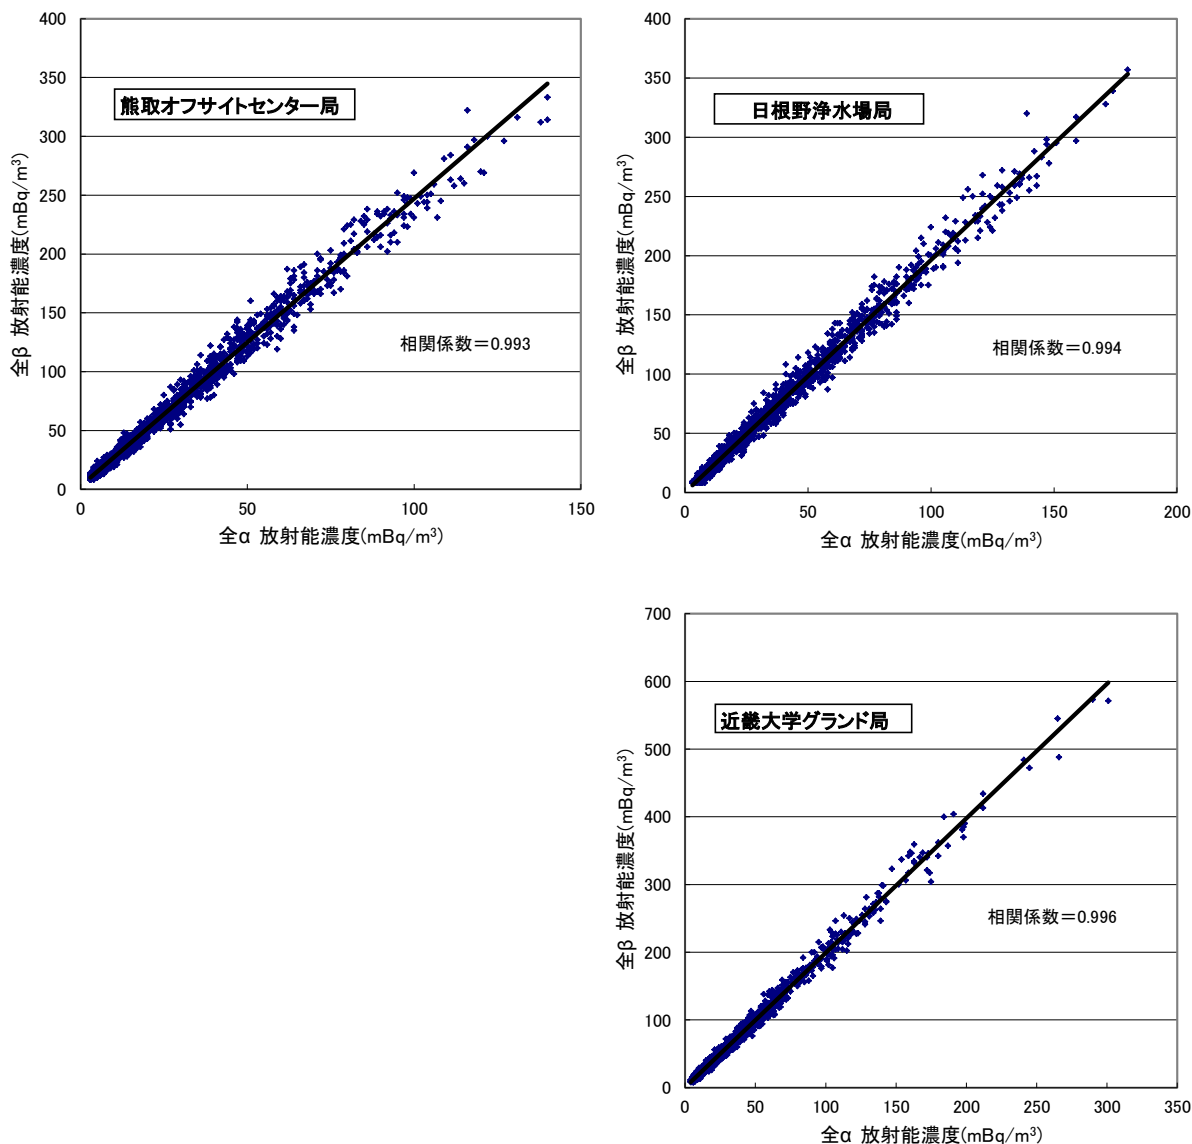 400
350
300
250
200
150
100
50
0
熊取オフサイトセンター局
相関係数＝0.993
全β 放射能濃度(mBq/m³)
0 50 100 150
全α 放射能濃度(mBq/m³)
400
350
300
250
200
150
100
50
0
日根野浄水場局
相関係数＝0.994
全β 放射能濃度(mBq/m³)
0 50 100 150 200
全α 放射能濃度(mBq/m³)
700
600
500
400
300
200
100
0
近畿大学グランド局
相関係数＝0.996
全β 放射能濃度(mBq/m³)
0 50 100 150 200 250 300 350
全α 放射能濃度(mBq/m³)